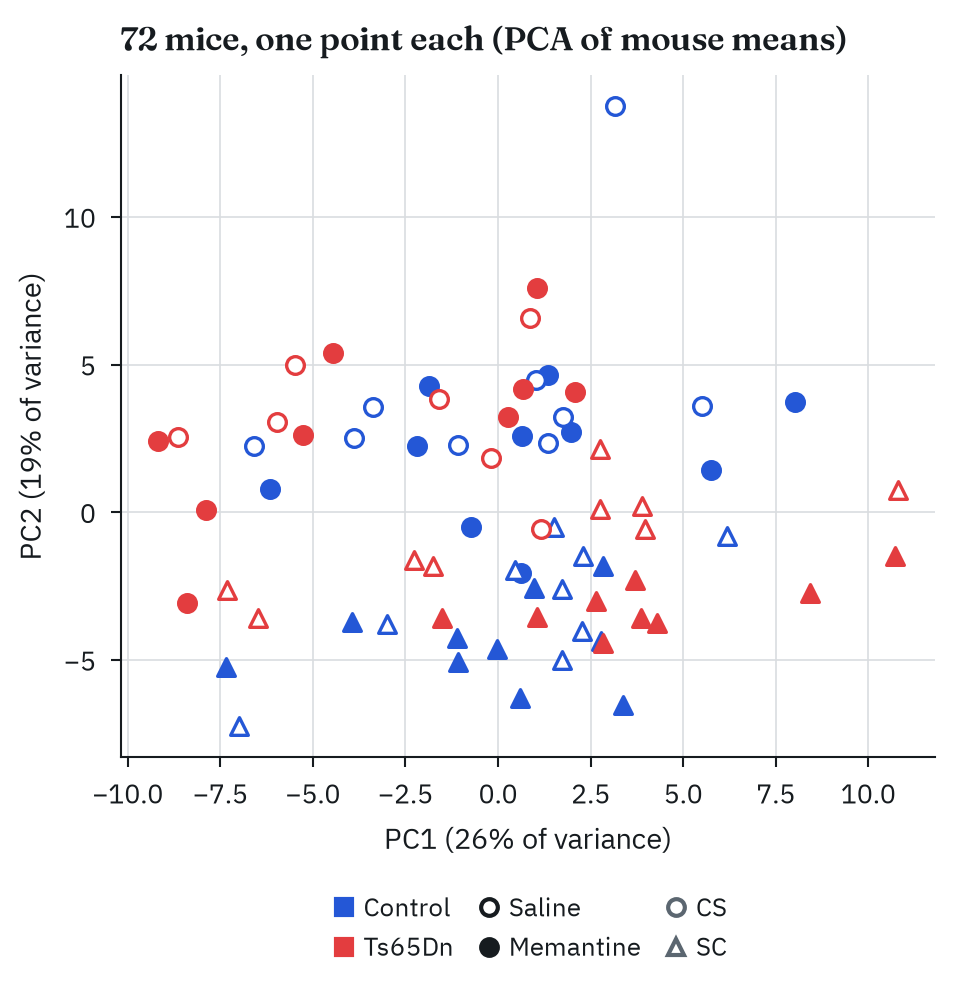 72 mice, one point each (PCA of mouse means)
PC2 (19% of variance)
10
5
0
−5
−10.0 −7.5 −5.0 −2.5 0.0 2.5 5.0 7.5 10.0
PC1 (26% of variance)
Control Saline CS
Ts65Dn Memantine SC